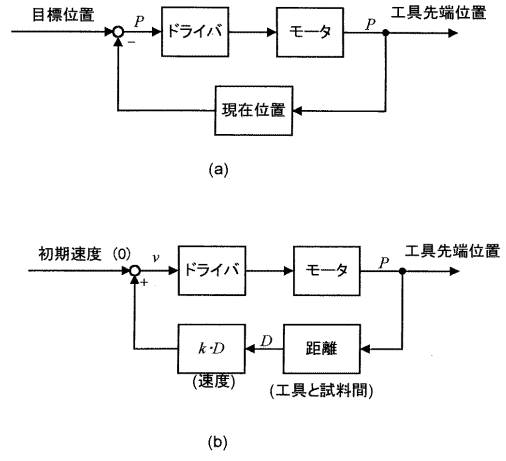 目標位置 P ドライバ モータ P 工具先端位置
−
現在位置
(a)
初期速度 (0) v ドライバ モータ P 工具先端位置
+
k・D D 距離
(速度) (工具と試料間)
(b)